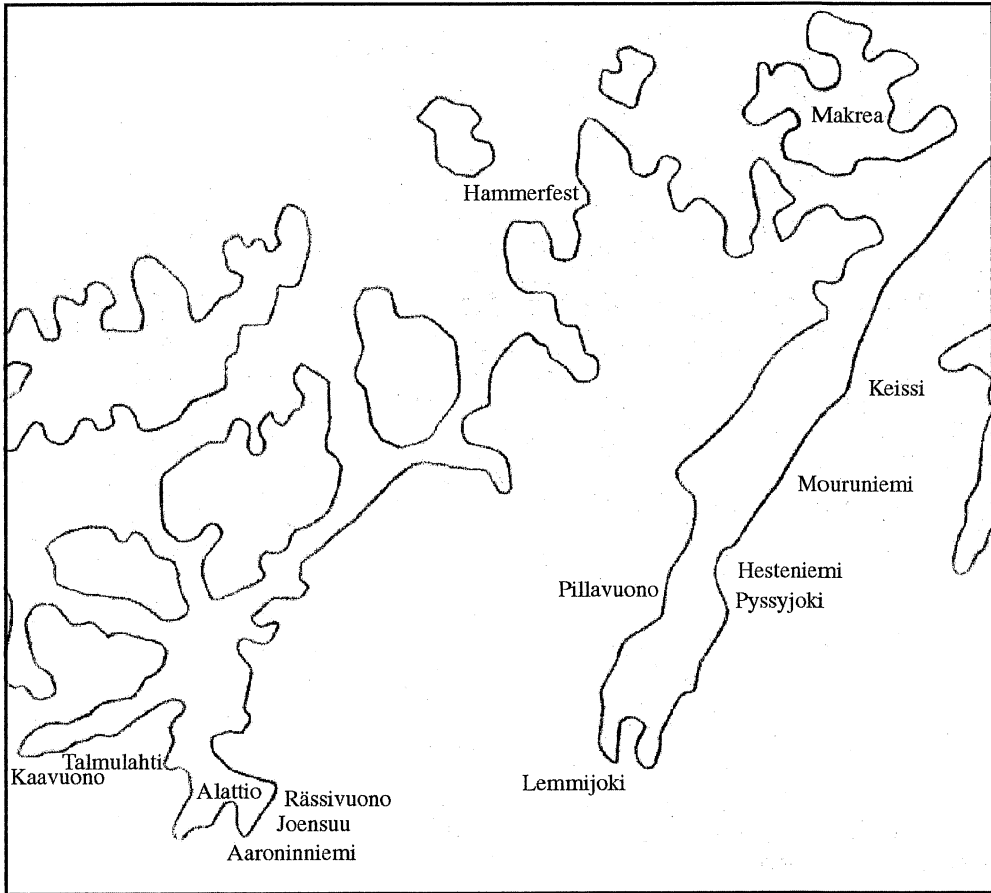 Makrea
Hammerfest
Keissi
Mouruniemi
Hesteniemi
Pillavuono
Pyssyjoki
Talmulahti
Kaavuono
Lemmijoki
Alattio
Rässivuono
Joensuu
Aaroninniemi